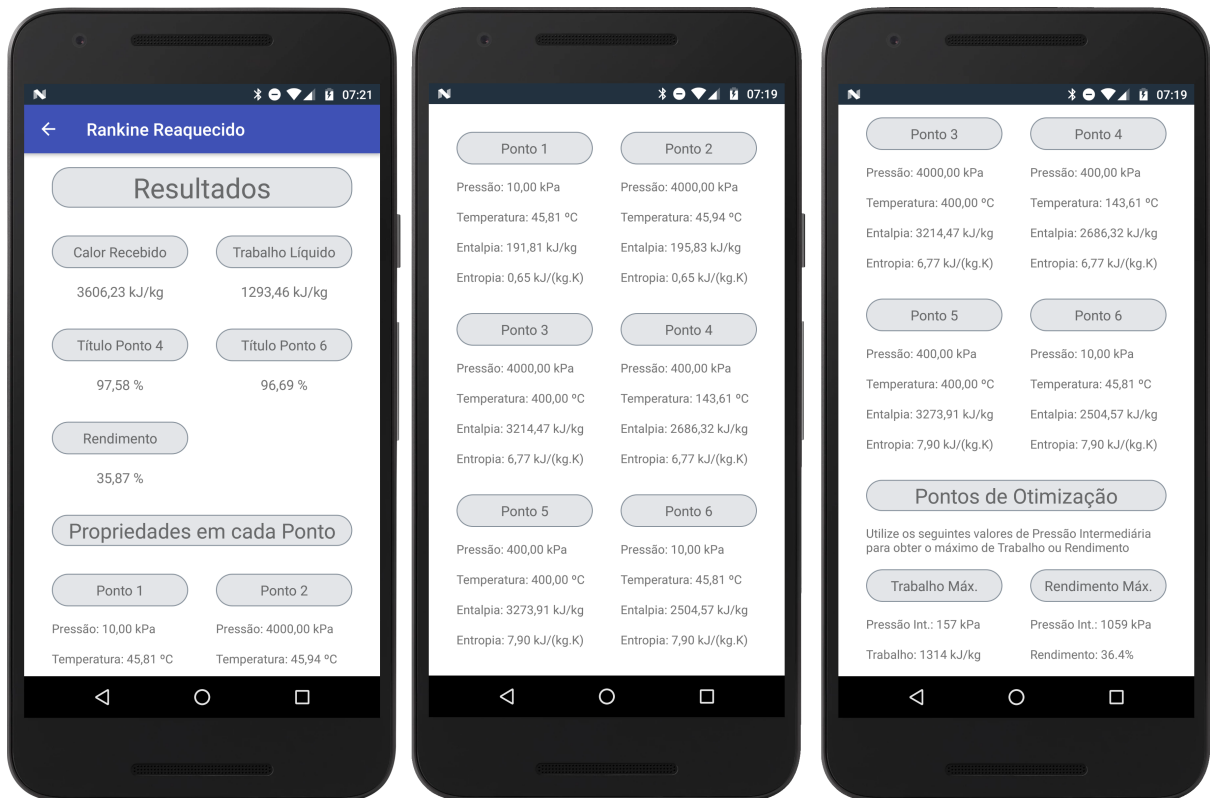 07:21
Rankine Reaquecido
Resultados
Calor Recebido Trabalho Líquido
3606,23 kJ/kg 1293,46 kJ/kg
Título Ponto 4 Título Ponto 6
97,58 % 96,69 %
Rendimento
35,87 %
Propriedades em cada Ponto
Ponto 1 Ponto 2
Pressão: 10,00 kPa Pressão: 4000,00 kPa
Temperatura: 45,81 ºC Temperatura: 45,94 ºC
07:19
Ponto 1 Ponto 2
Pressão: 10,00 kPa Pressão: 4000,00 kPa
Temperatura: 45,81 ºC Temperatura: 45,94 ºC
Entalpia: 191,81 kJ/kg Entalpia: 195,83 kJ/kg
Entropia: 0,65 kJ/(kg.K) Entropia: 0,65 kJ/(kg.K)
Ponto 3 Ponto 4
Pressão: 4000,00 kPa Pressão: 400,00 kPa
Temperatura: 400,00 ºC Temperatura: 143,61 ºC
Entalpia: 3214,47 kJ/kg Entalpia: 2686,32 kJ/kg
Entropia: 6,77 kJ/(kg.K) Entropia: 6,77 kJ/(kg.K)
Ponto 5 Ponto 6
Pressão: 400,00 kPa Pressão: 10,00 kPa
Temperatura: 400,00 ºC Temperatura: 45,81 ºC
Entalpia: 3273,91 kJ/kg Entalpia: 2504,57 kJ/kg
Entropia: 7,90 kJ/(kg.K) Entropia: 7,90 kJ/(kg.K)
07:19
Ponto 3 Ponto 4
Pressão: 4000,00 kPa Pressão: 400,00 kPa
Temperatura: 400,00 ºC Temperatura: 143,61 ºC
Entalpia: 3214,47 kJ/kg Entalpia: 2686,32 kJ/kg
Entropia: 6,77 kJ/(kg.K) Entropia: 6,77 kJ/(kg.K)
Ponto 5 Ponto 6
Pressão: 400,00 kPa Pressão: 10,00 kPa
Temperatura: 400,00 ºC Temperatura: 45,81 ºC
Entalpia: 3273,91 kJ/kg Entalpia: 2504,57 kJ/kg
Entropia: 7,90 kJ/(kg.K) Entropia: 7,90 kJ/(kg.K)
Pontos de Otimização
Utilize os seguintes valores de Pressão Intermediária
para obter o máximo de Trabalho ou Rendimento
Trabalho Máx. Rendimento Máx.
Pressão Int.: 157 kPa Pressão Int.: 1059 kPa
Trabalho: 1314 kJ/kg Rendimento: 36.4%